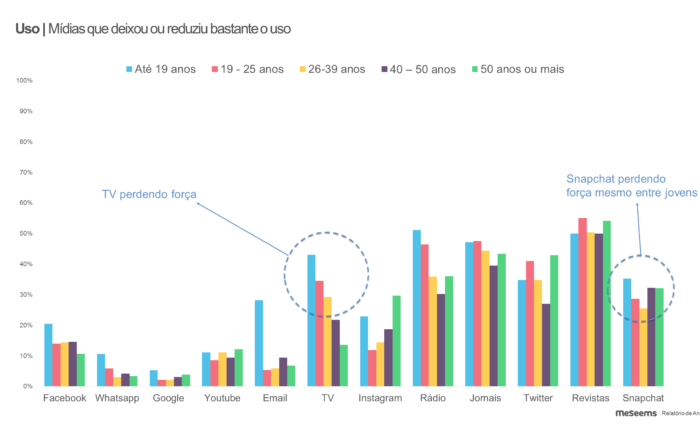 Uso | Mídias que deixou ou reduziu bastante o uso
Até 19 anos 19 - 25 anos 26-39 anos 40 – 50 anos 50 anos ou mais
100%
90%
80%
70%
60%
50%
40%
30%
20%
10%
0%
TV perdendo força
Snapchat perdendo
força mesmo entre jovens
Facebook Whatsapp Google Youtube Email TV Instagram Rádio Jornais Twitter Revistas Snapchat
meSeems · Relatório de An